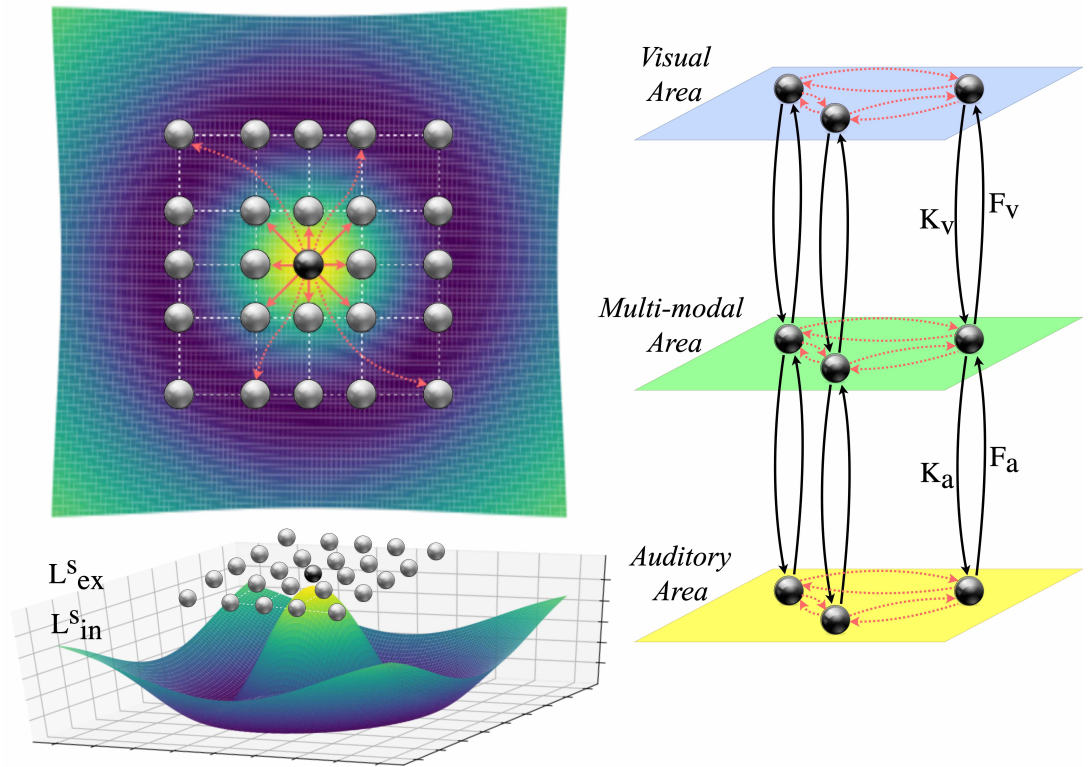 Visual
Area
Kv
Fv
Multi-modal
Area
Ka
Fa
Auditory
Area
Lsex
Lsin